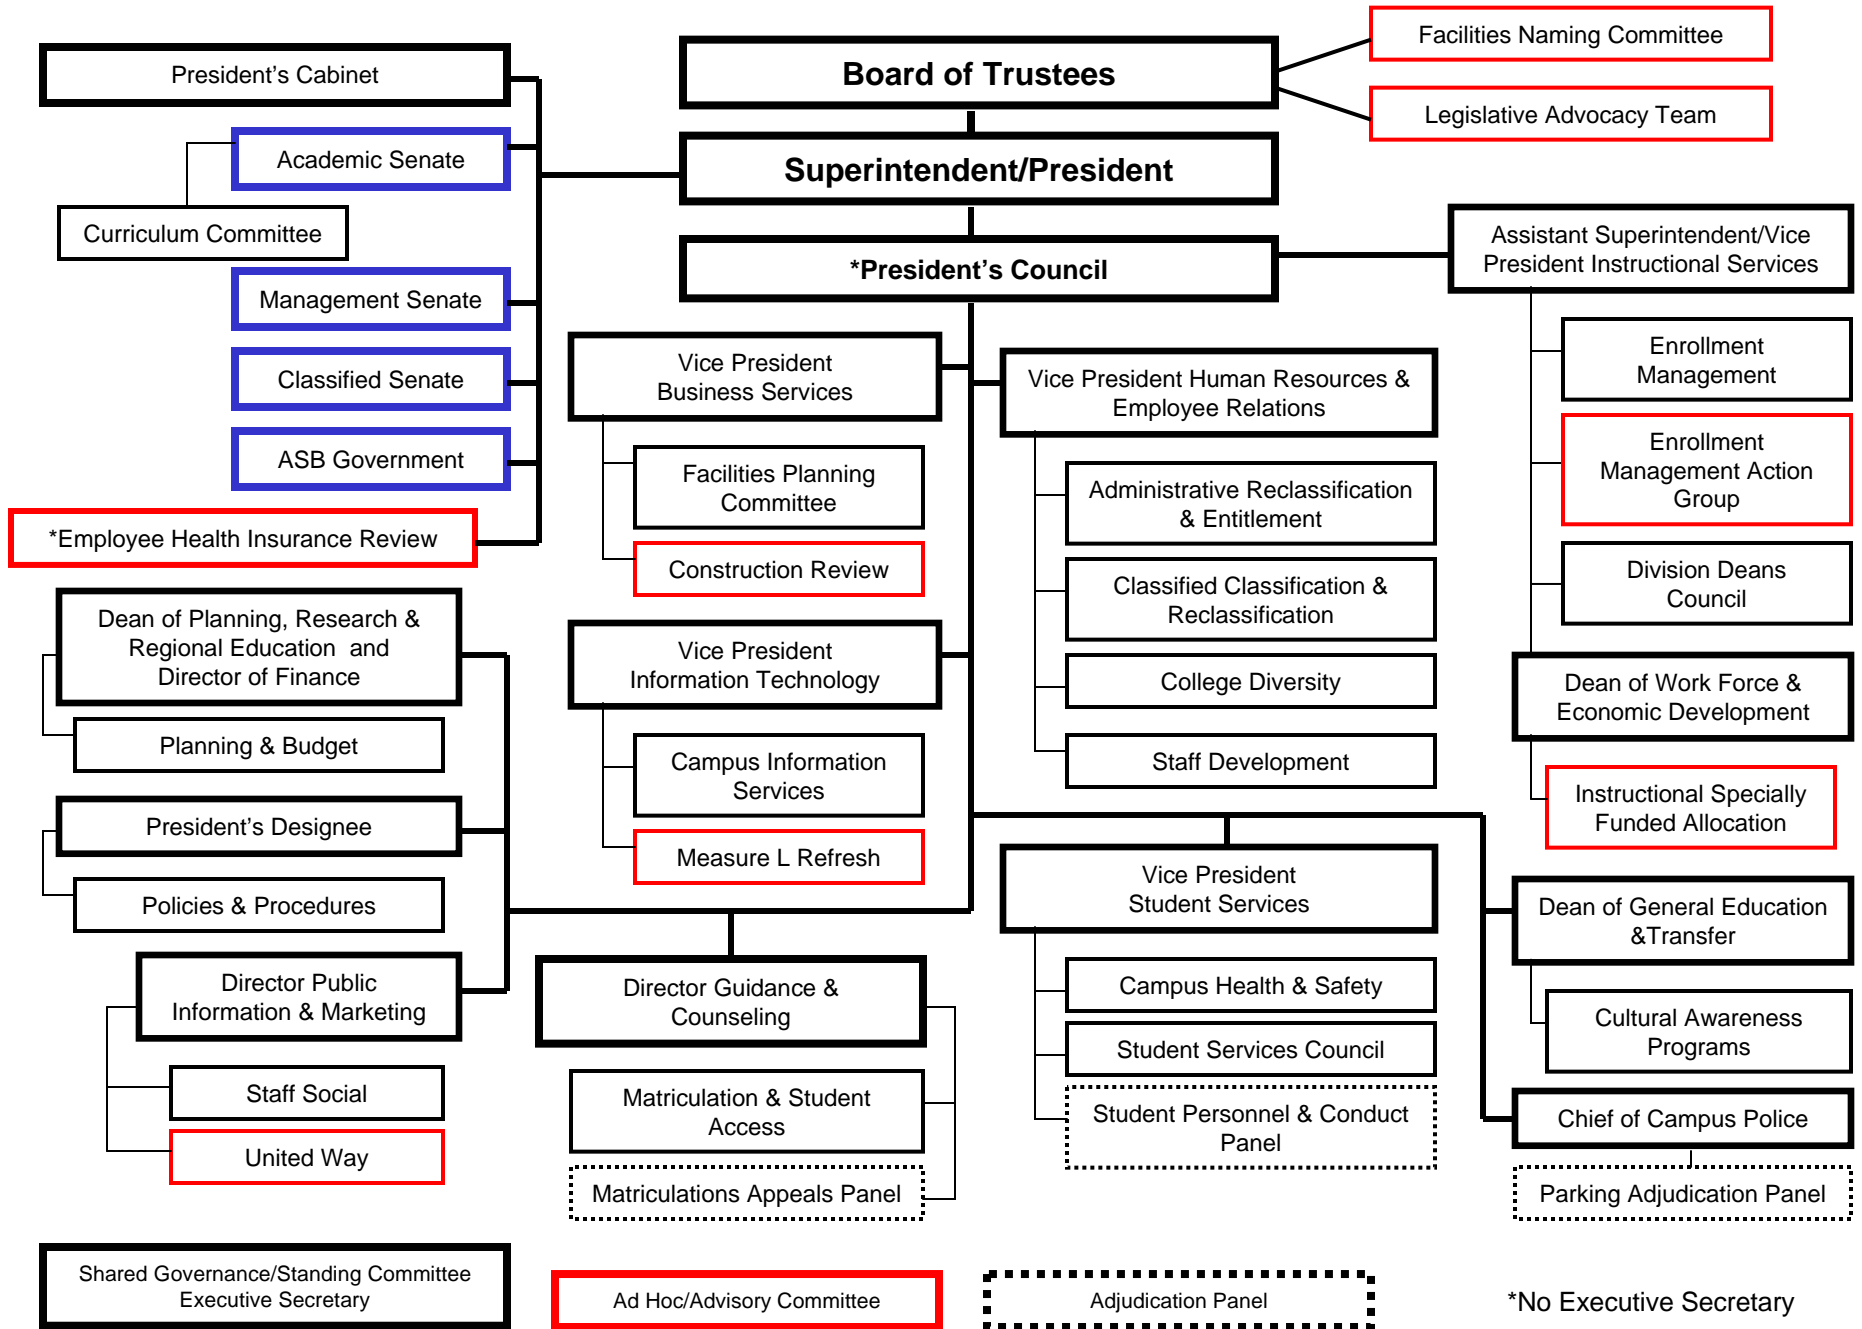 Facilities Naming Committee
President's Cabinet
Board of Trustees
Legislative Advocacy Team
Academic Senate
Superintendent/President
Curriculum Committee
*President's Council
Assistant Superintendent/Vice
President Instructional Services
Management Senate
Classified Senate
ASB Government
*Employee Health Insurance Review
Vice President
Business Services
Facilities Planning
Committee
Construction Review
Vice President Human Resources &
Employee Relations
Administrative Reclassification
& Entitlement
Classified Classification &
Reclassification
College Diversity
Staff Development
Enrollment
Management
Enrollment
Management Action
Group
Division Deans
Council
Dean of Work Force &
Economic Development
Instructional Specially
Funded Allocation
Dean of Planning, Research &
Regional Education  and
Director of Finance
Planning & Budget
President's Designee
Policies & Procedures
Director Public
Information & Marketing
Staff Social
United Way
Vice President
Information Technology
Campus Information
Services
Measure L Refresh
Director Guidance &
Counseling
Matriculation & Student
Access
Matriculations Appeals Panel
Vice President
Student Services
Campus Health & Safety
Student Services Council
Student Personnel & Conduct
Panel
Dean of General Education
&Transfer
Cultural Awareness
Programs
Chief of Campus Police
Parking Adjudication Panel
Shared Governance/Standing Committee
Executive Secretary
Ad Hoc/Advisory Committee
Adjudication Panel
*No Executive Secretary